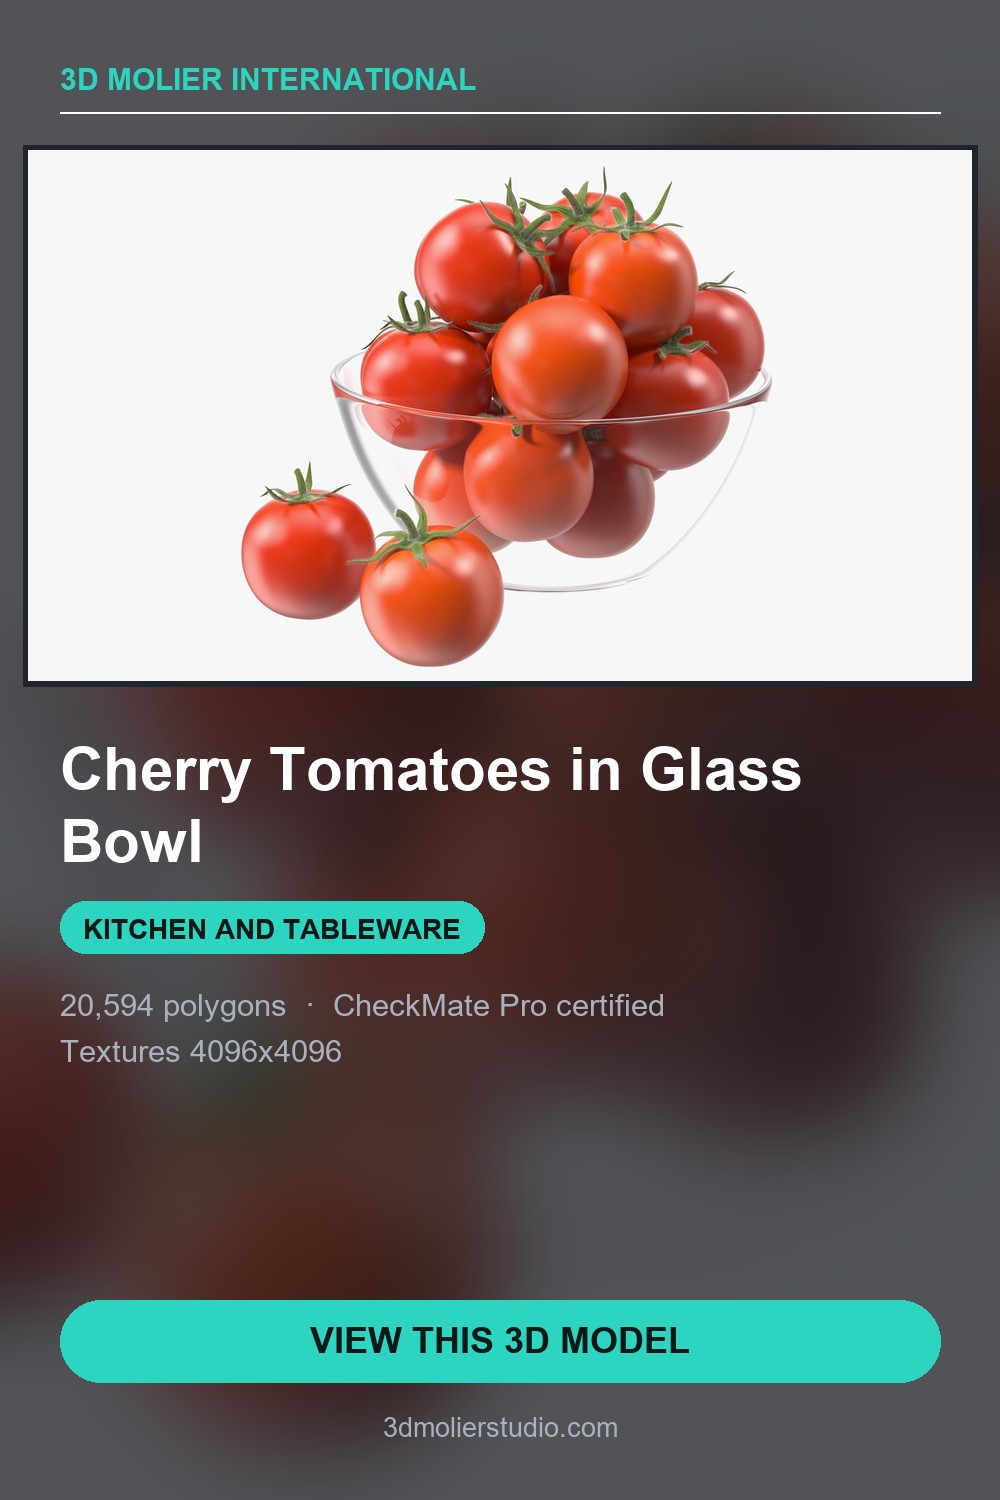 3D MOLIER INTERNATIONAL
Cherry Tomatoes in Glass
Bowl
KITCHEN AND TABLEWARE
20,594 polygons · CheckMate Pro certified
Textures 4096x4096
VIEW THIS 3D MODEL
3dmolierstudio.com